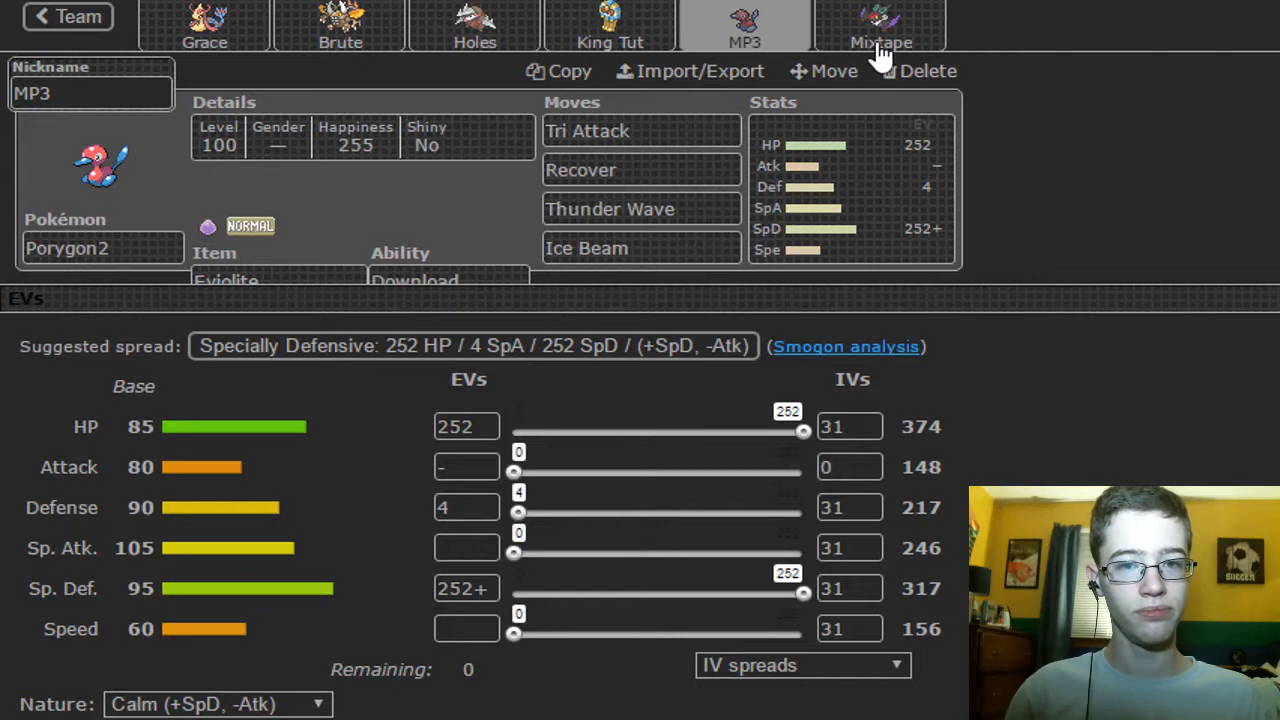 Team
Grace
Brute
Holes
King Tut
MP3
Mixtape
Nickname
MP3
Copy
Import/Export
Move
Delete
Details
Level
100
Gender
—
Happiness
255
Shiny
No
Moves
Tri Attack
Recover
Thunder Wave
Ice Beam
Stats
EV
HP 252
Atk –
Def 4
SpA
SpD 252+
Spe
Pokémon
Porygon2
NORMAL
Item
Eviolite
Ability
Download
EVs
Suggested spread: Specially Defensive: 252 HP / 4 SpA / 252 SpD / (+SpD, -Atk) (Smogon analysis)
Base EVs IVs
HP 85 252 252 31 374
Attack 80 - 0 0 148
Defense 90 4 4 31 217
Sp. Atk. 105 0 31 246
Sp. Def. 95 252+ 252 31 317
Speed 60 0 31 156
Remaining: 0
IV spreads
Nature: Calm (+SpD, -Atk)
SOCCER